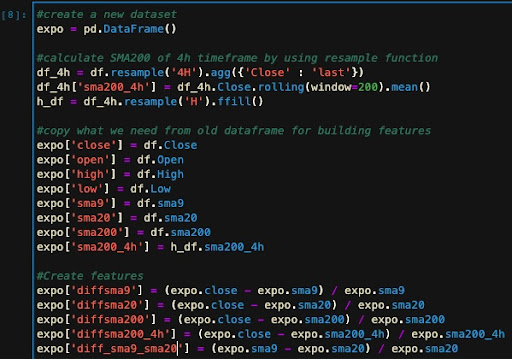 [8]:
#create a new dataset
expo = pd.DataFrame()
#calculate SMA200 of 4h timeframe by using resample function
df_4h = df.resample('4H').agg({'Close' : 'last'})
df_4h['sma200_4h'] = df_4h.Close.rolling(window=200).mean()
h_df = df_4h.resample('H').ffill()
#copy what we need from old dataframe for building features
expo['close'] = df.Close
expo['open'] = df.Open
expo['high'] = df.High
expo['low'] = df.Low
expo['sma9'] = df.sma9
expo['sma20'] = df.sma20
expo['sma200'] = df.sma200
expo['sma200_4h'] = h_df.sma200_4h
#Create features
expo['diffsma9'] = (expo.close - expo.sma9) / expo.sma9
expo['diffsma20'] = (expo.close - expo.sma20) / expo.sma20
expo['diffsma200'] = (expo.close - expo.sma200) / expo.sma200
expo['diffsma200_4h'] = (expo.close - expo.sma200_4h) / expo.sma200_4h
expo['diff_sma9_sma20'] = (expo.sma9 - expo.sma20) / expo.sma20